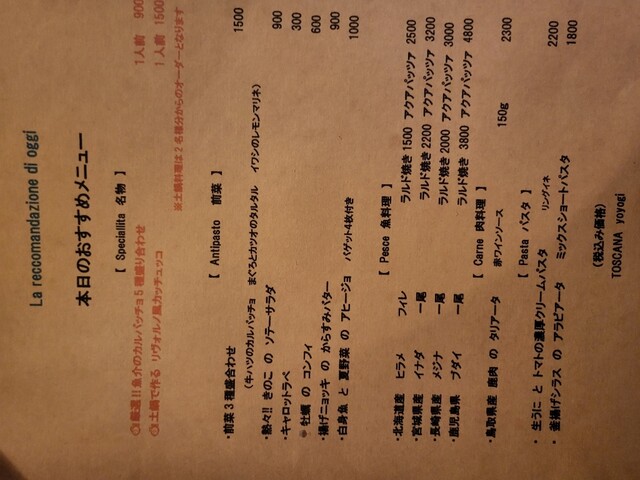 La reccomandazione di oggi
本日のおすすめメニュー
【 Speciallita 名物 】
①厳選!!魚介のカルパッチョ5種盛り合わせ 1人前 900
②土鍋で作る リヴォルノ風カッチュッコ 1人前 1500
※土鍋料理は2名様分からのオーダーとなります
【 Antipasto 前菜 】
・前菜3種盛合わせ 1500
(牛ハツのカルパッチョ まぐろとカツオのタルタル イワシのレモンマリネ)
・熱々!! きのこ の ソテーサラダ 900
・キャロットラペ 300
・牡蠣 の コンフィ 600
・揚げニョッキ の からすみバター 900
・白身魚 と 夏野菜 の アヒージョ バゲット4枚付き 1000
【 Pesce 魚料理 】
・北海道産 ヒラメ フィレ ラルド焼き 1500 アクアパッツァ 2500
・宮城県産 イナダ 一尾 ラルド焼き 2200 アクアパッツァ 3200
・長崎県産 メジナ 一尾 ラルド焼き 2000 アクアパッツァ 3000
・鹿児島県 ブダイ 一尾 ラルド焼き 3800 アクアパッツァ 4800
【 Carne 肉料理 】
・鳥取県産 鹿肉 の タリアータ 赤ワインソース 150g 2300
【 Pasta パスタ 】
・生うに と トマトの濃厚クリームパスタ リングイネ 2200
・釜揚げシラス の アラビアータ ミックスショートパスタ 1800
(税込み価格)
TOSCANA yoyogi